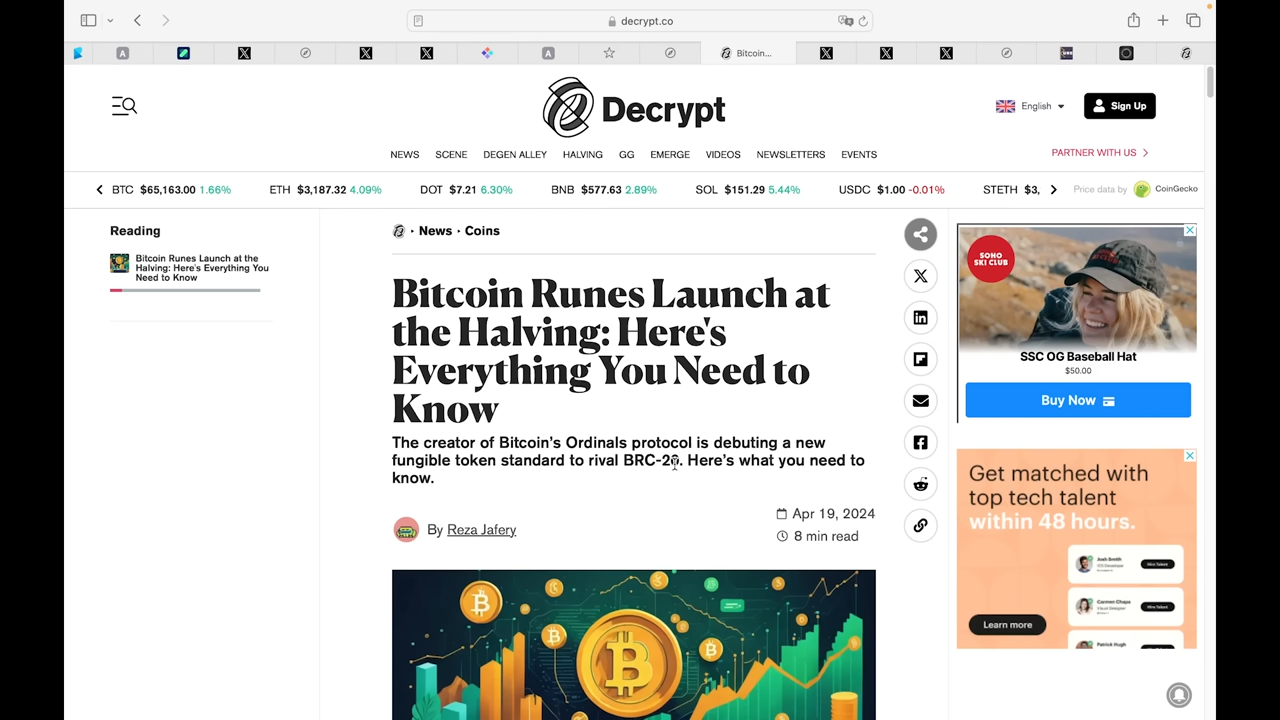 decrypt.co
Bitcoin...
Decrypt
English
Sign Up
NEWS SCENE DEGEN ALLEY HALVING GG EMERGE VIDEOS NEWSLETTERS EVENTS
PARTNER WITH US
BTC $65,163.00 1.66% ETH $3,187.32 4.09% DOT $7.21 6.30% BNB $577.63 2.89% SOL $151.29 5.44% USDC $1.00 -0.01% STETH $3, Price data by CoinGecko
Reading
Bitcoin Runes Launch at
the Halving: Here's Everything You
Need to Know
· News · Coins
Bitcoin Runes Launch at
the Halving: Here's
Everything You Need to
Know
The creator of Bitcoin's Ordinals protocol is debuting a new
fungible token standard to rival BRC-20. Here's what you need to
know.
By Reza Jafery
Apr 19, 2024
8 min read
SOHO
SKI CLUB
SSC OG Baseball Hat
$50.00
Buy Now
Get matched with
top tech talent
within 48 hours.
Josh Smith
Carmen Chapa
Patrick Hugh
Learn more